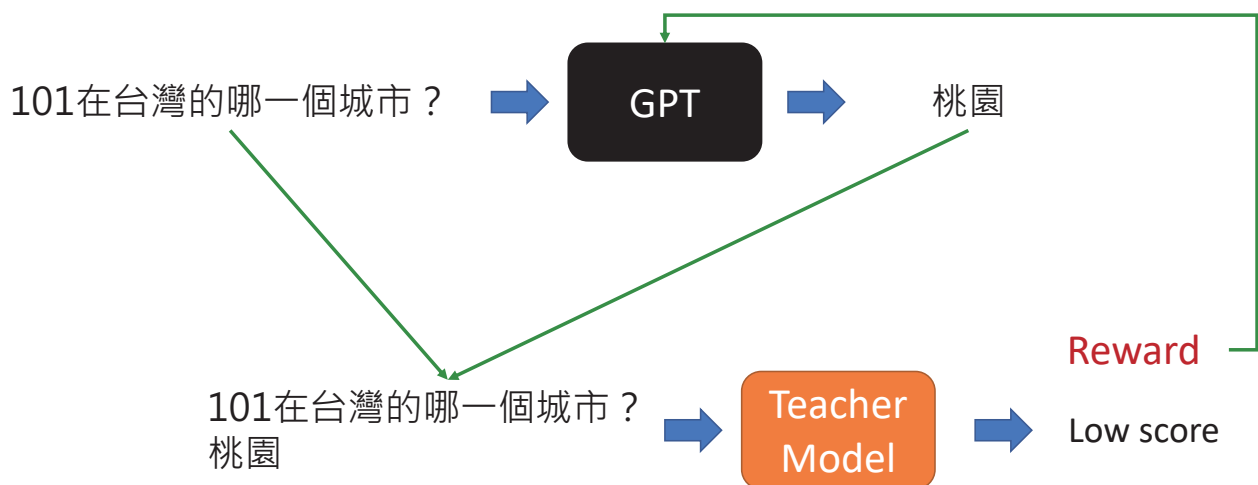 101在台灣的哪一個城市？
GPT
桃園
Reward
101在台灣的哪一個城市？
桃園
Teacher
Model
Low score